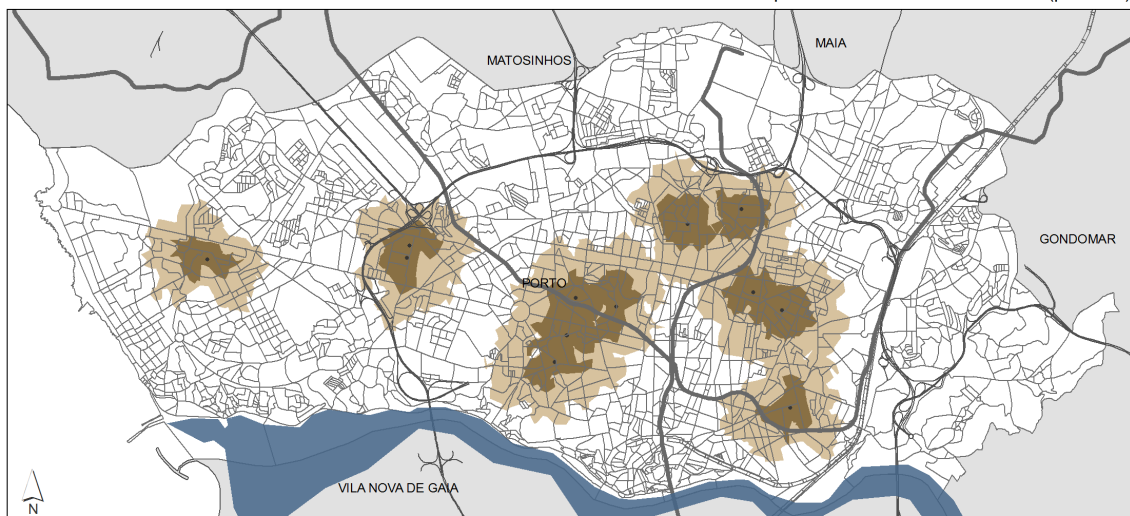 MAIA
MATOSINHOS
GONDOMAR
PORTO
VILA NOVA DE GAIA
N